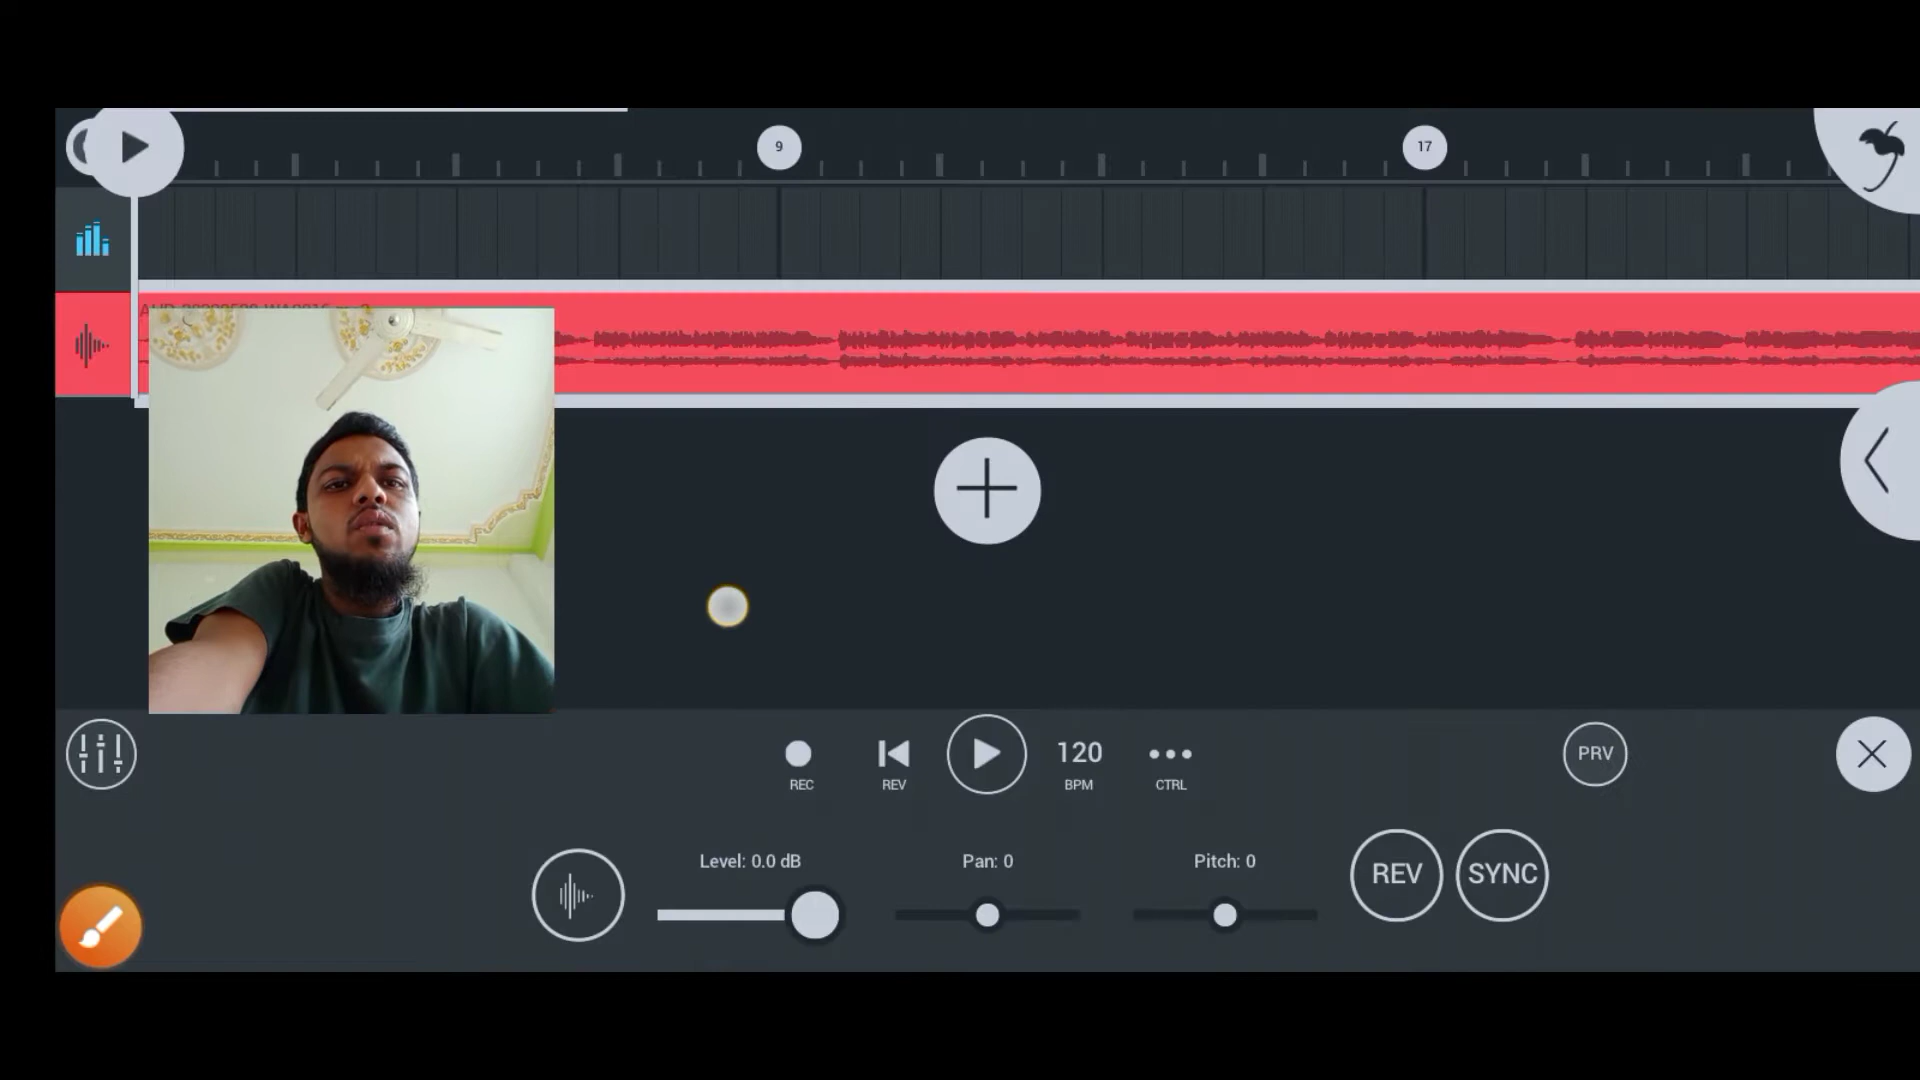 9
17
120
REC
REV
BPM
CTRL
PRV
Level: 0.0 dB
Pan: 0
Pitch: 0
REV
SYNC